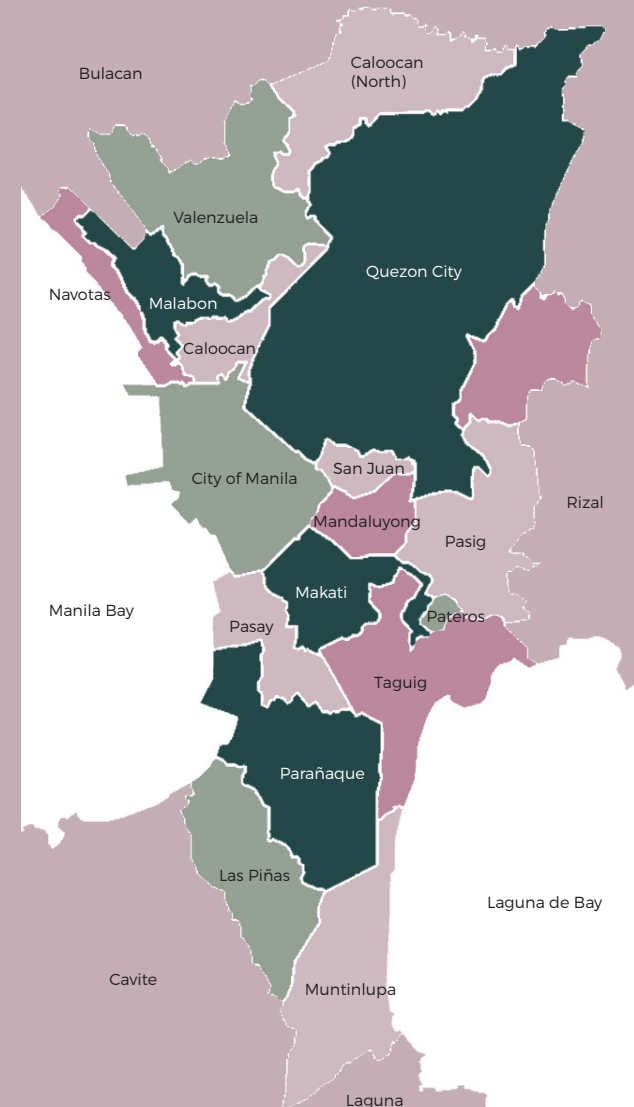 Bulacan
Caloocan
(North)
Valenzuela
Quezon City
Navotas
Malabon
Caloocan
San Juan
City of Manila
Rizal
Mandaluyong
Pasig
Makati
Manila Bay
Pateros
Pasay
Taguig
Parañaque
Las Piñas
Laguna de Bay
Cavite
Muntinlupa
Laguna